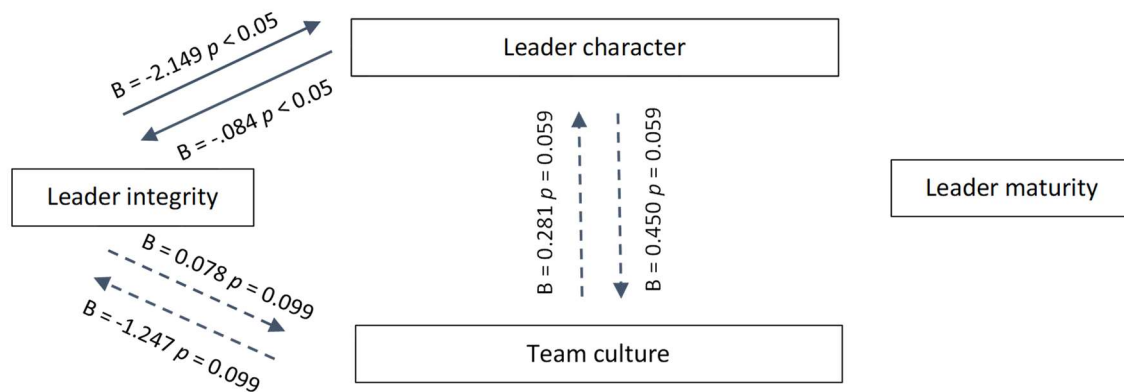 Leader character
B = -2.149 p < 0.05
B = -.084 p < 0.05
B = 0.281 p = 0.059
B = 0.450 p = 0.059
Leader integrity
Leader maturity
B = 0.078 p = 0.099
B = -1.247 p = 0.099
Team culture